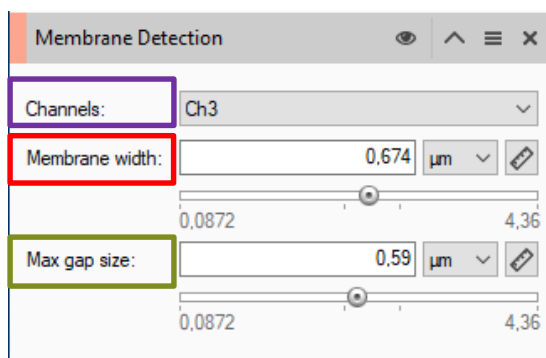 Membrane Detection
Channels: Ch3
Membrane width: 0,674 µm
0,0872 4,36
Max gap size: 0,59 µm
0,0872 4,36